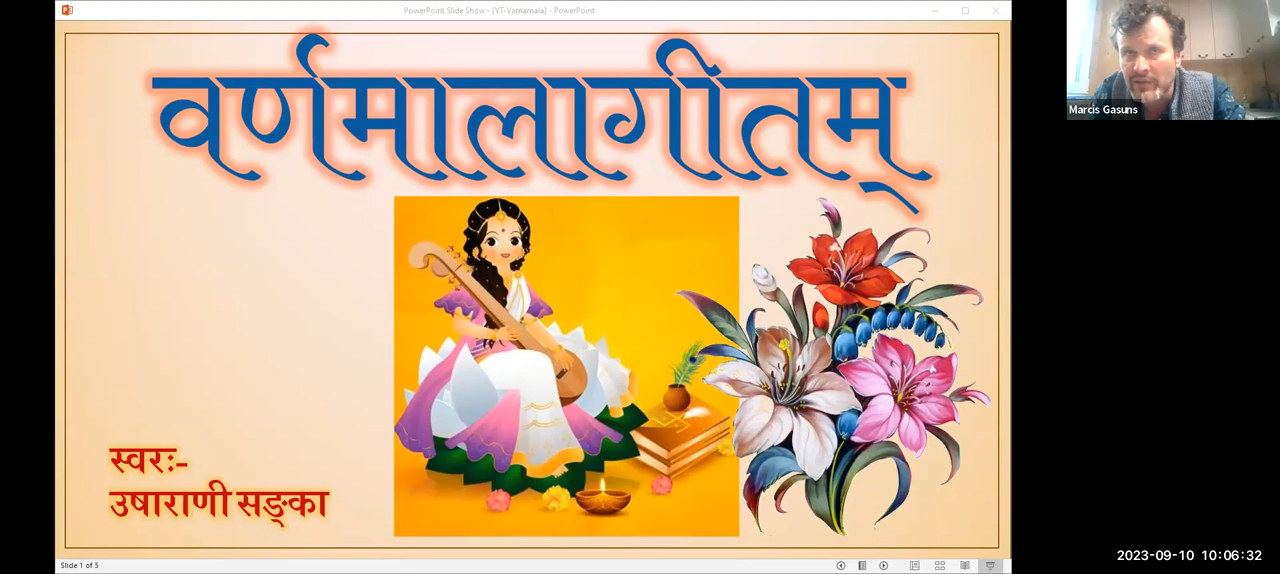 PowerPoint Slide Show - [YT-Varnamala] - PowerPoint
वर्णमालागीतम्
Marcis Gasuns
स्वरः-
उषाराणी सङ्का
2023-09-10 10:06:32
Slide 1 of 5